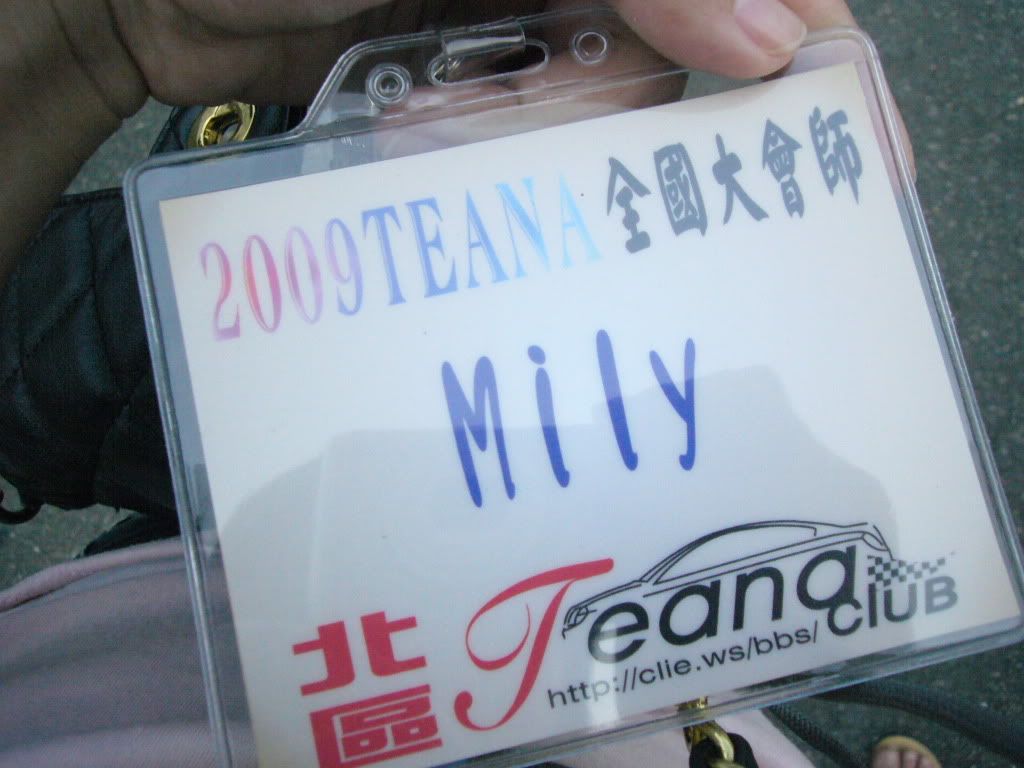 2009TEANA全國大會師
Mily
北區 Teana CLUB
http://clie.ws/bbs/